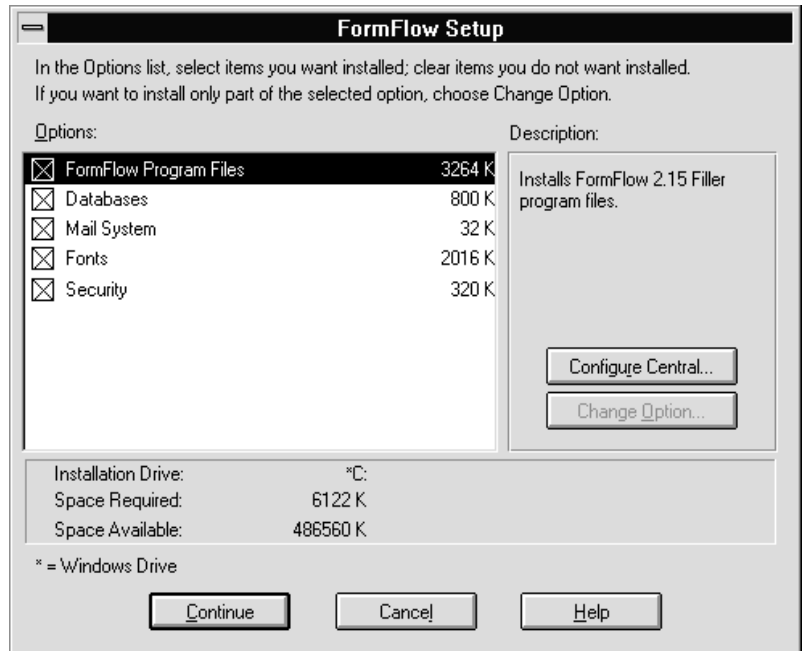 FormFlow Setup
In the Options list, select items you want installed; clear items you do not want installed.
If you want to install only part of the selected option, choose Change Option.
Options:
Description:
FormFlow Program Files 3264 K
Databases 800 K
Mail System 32 K
Fonts 2016 K
Security 320 K
Installs FormFlow 2.15 Filler
program files.
Configure Central...
Change Option...
Installation Drive: *C:
Space Required: 6122 K
Space Available: 486560 K
* = Windows Drive
Continue Cancel Help